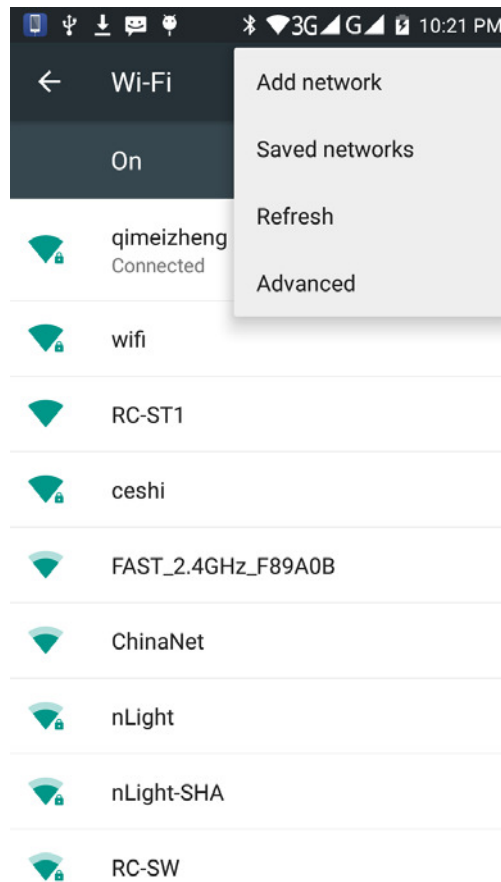 3G G 10:21 PM
Wi-Fi
Add network
On
Saved networks
Refresh
Advanced
qimeizheng
Connected
wifi
RC-ST1
ceshi
FAST_2.4GHz_F89A0B
ChinaNet
nLight
nLight-SHA
RC-SW